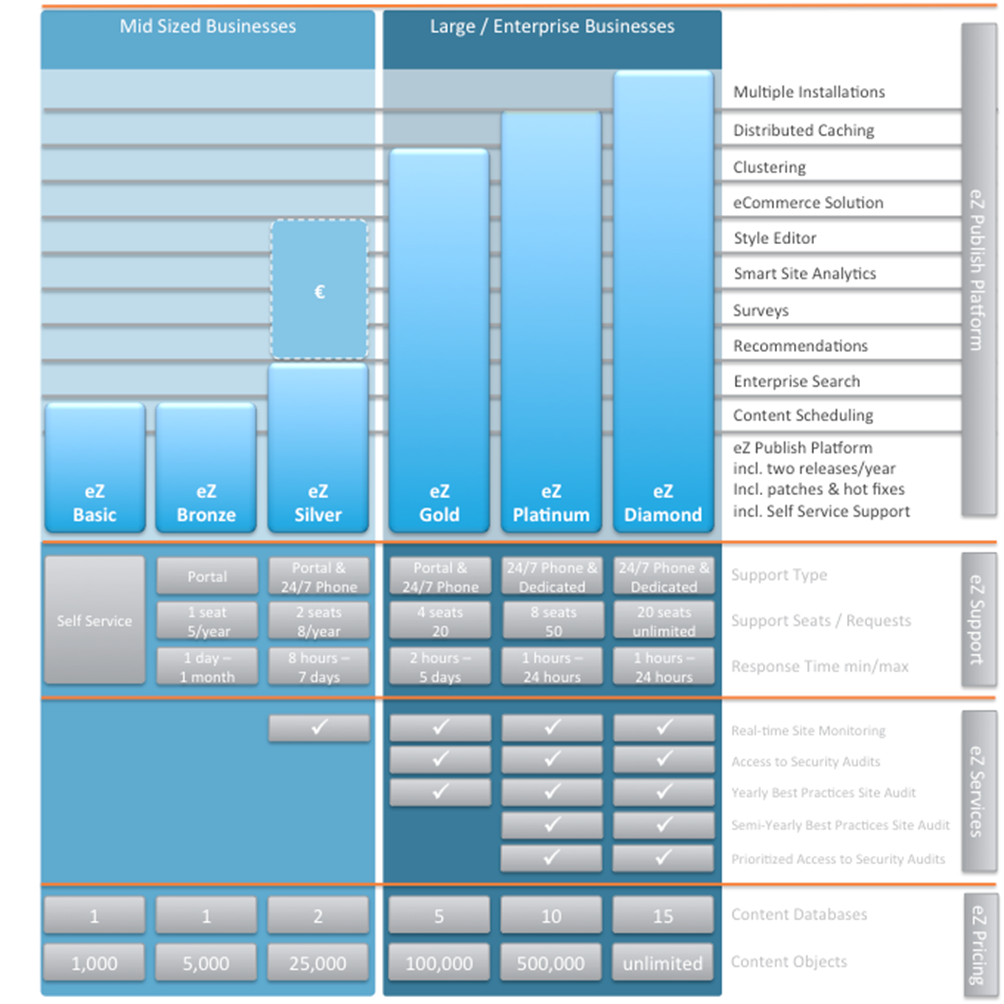 Mid Sized Businesses
Large / Enterprise Businesses
Multiple Installations
Distributed Caching
Clustering
eCommerce Solution
Style Editor
Smart Site Analytics
Surveys
Recommendations
Enterprise Search
Content Scheduling
eZ Publish Platform
incl. two releases/year
Incl. patches & hot fixes
incl. Self Service Support
eZ Publish Platform
€
eZ
Basic
eZ
Bronze
eZ
Silver
eZ
Gold
eZ
Platinum
eZ
Diamond
Self Service
Portal
Portal &
24/7 Phone
Portal &
24/7 Phone
24/7 Phone &
Dedicated
24/7 Phone &
Dedicated
Support Type
1 seat
5/year
2 seats
8/year
4 seats
20
8 seats
50
20 seats
unlimited
Support Seats / Requests
1 day –
1 month
8 hours –
7 days
2 hours –
5 days
1 hours –
24 hours
1 hours –
24 hours
Response Time min/max
eZ Support
Real-time Site Monitoring
Access to Security Audits
Yearly Best Practices Site Audit
Semi-Yearly Best Practices Site Audit
Prioritized Access to Security Audits
eZ Services
1
1
2
5
10
15
Content Databases
1,000
5,000
25,000
100,000
500,000
unlimited
Content Objects
eZ Pricing